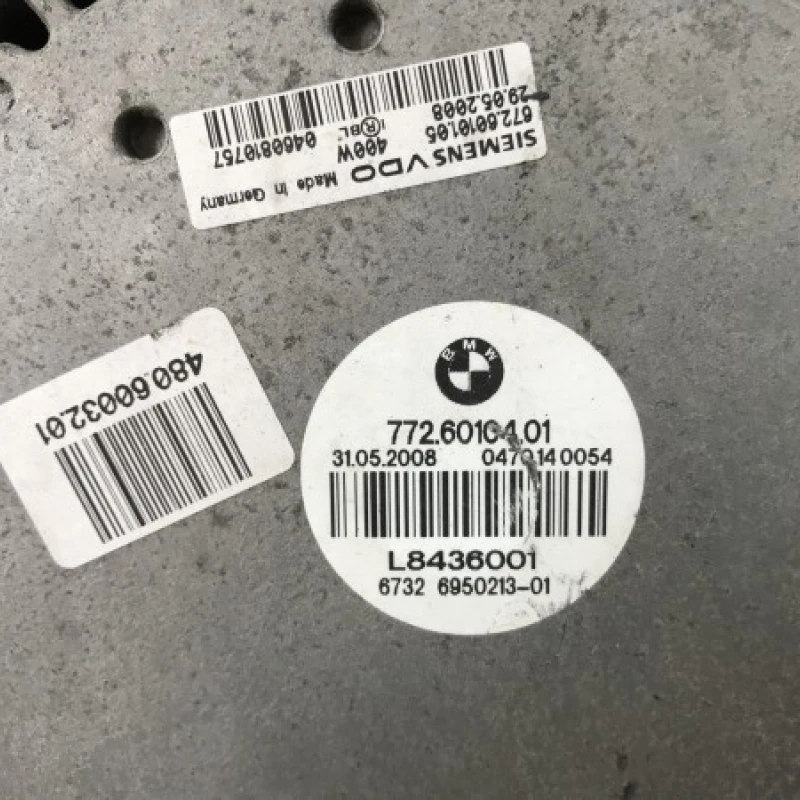 SIEMENS VDO Made in Germany
672.60101.05 400W
29.05.2008 R BL 0460810757
480.60032.01
BMW
772.60104.01
31.05.2008 0470140054
L8436001
6732 6950213-01